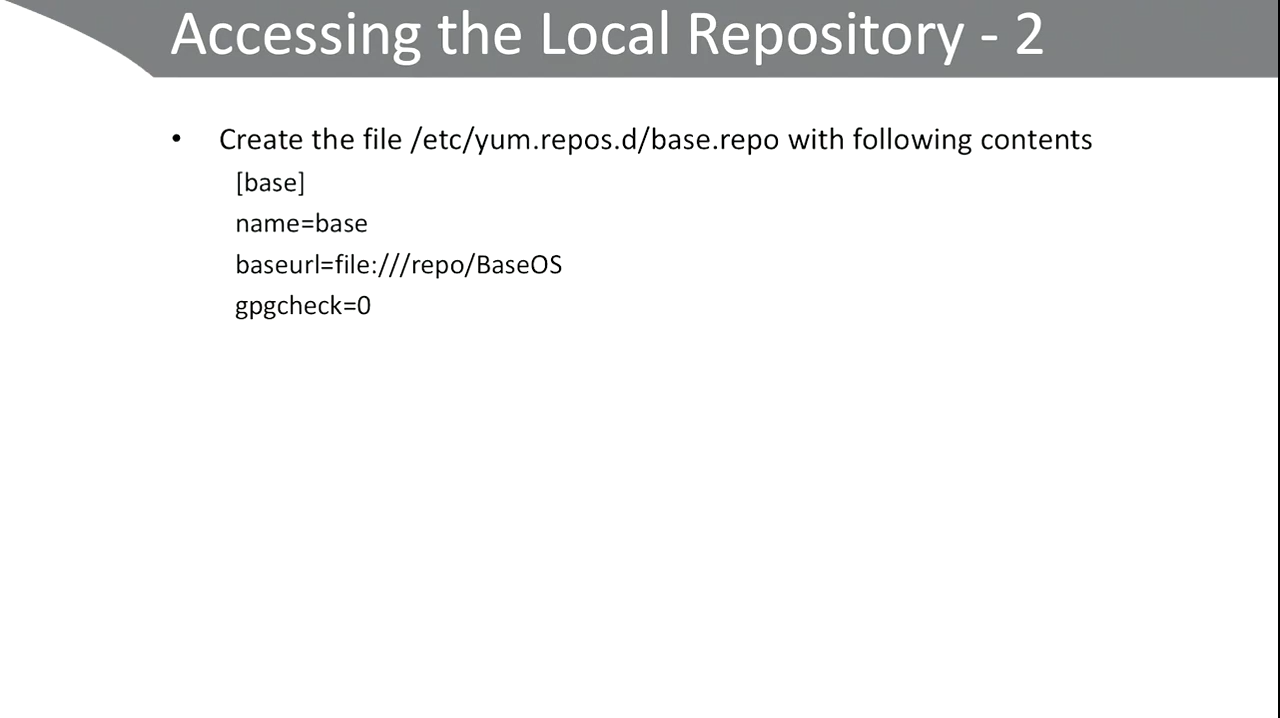 Accessing the Local Repository - 2
• Create the file /etc/yum.repos.d/base.repo with following contents
[base]
name=base
baseurl=file:///repo/BaseOS
gpgcheck=0